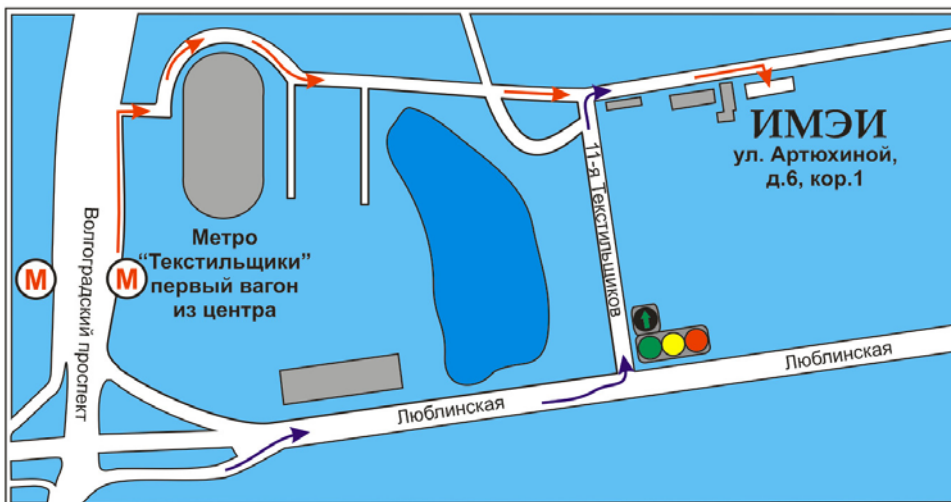 ИМЭИ
ул. Артюхиной,
д.6, кор.1
11-я Текстильщиков
Волгоградский проспект
Метро
“Текстильщики”
первый вагон
из центра
М
М
Люблинская
Люблинская